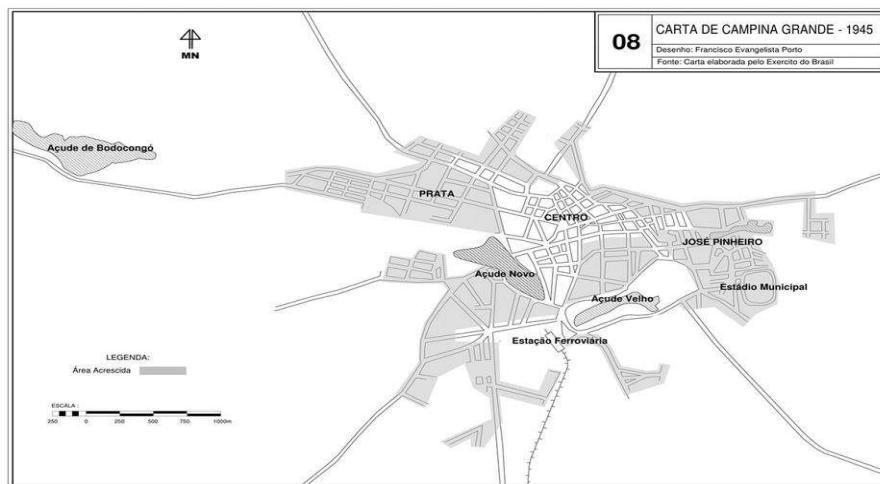 08
CARTA DE CAMPINA GRANDE - 1945
Desenho: Francisco Evangelista Porto
Fonte: Carta elaborada pelo Exercito do Brasil
MN
Açude de Bodocongó
PRATA
CENTRO
JOSÉ PINHEIRO
Açude Novo
Estádio Municipal
Açude Velho
Estação Ferroviária
LEGENDA:
Área Acrescida
ESCALA :
250 0 250 500 750 1000m